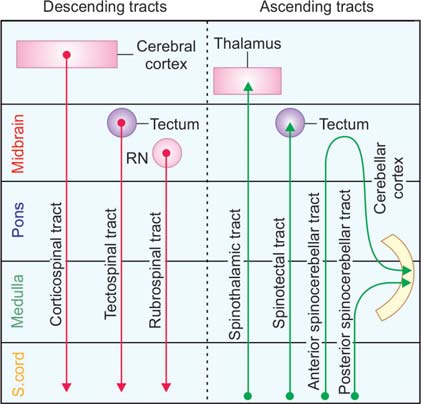 Descending tracts
Ascending tracts
Cerebral
cortex
Thalamus
Midbrain
Tectum
RN
Tectum
Cerebellar
cortex
Pons
Medulla
S.cord
Corticospinal tract
Tectospinal tract
Rubrospinal tract
Spinothalamic tract
Spinotectal tract
Anterior spinocerebellar tract
Posterior spinocerebellar tract